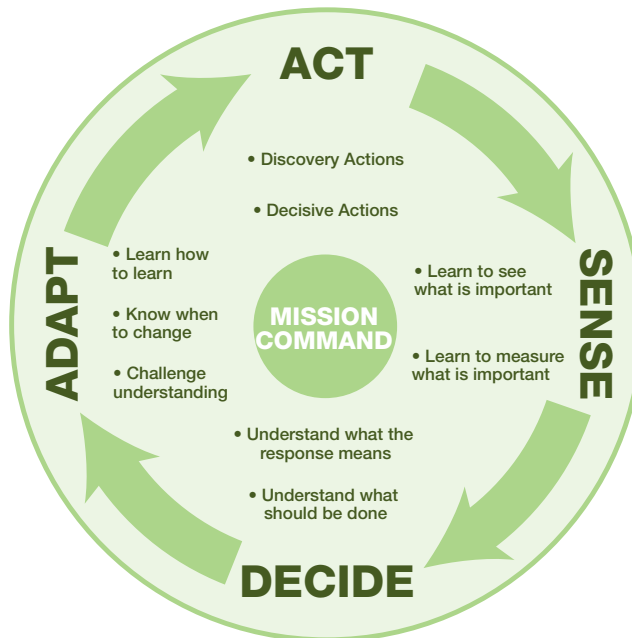 ACT
• Discovery Actions
• Decisive Actions
SENSE
• Learn to see
what is important
• Learn to measure
what is important
DECIDE
• Understand what the
response means
• Understand what
should be done
ADAPT
• Learn how
to learn
• Know when
to change
• Challenge
understanding
MISSION
COMMAND